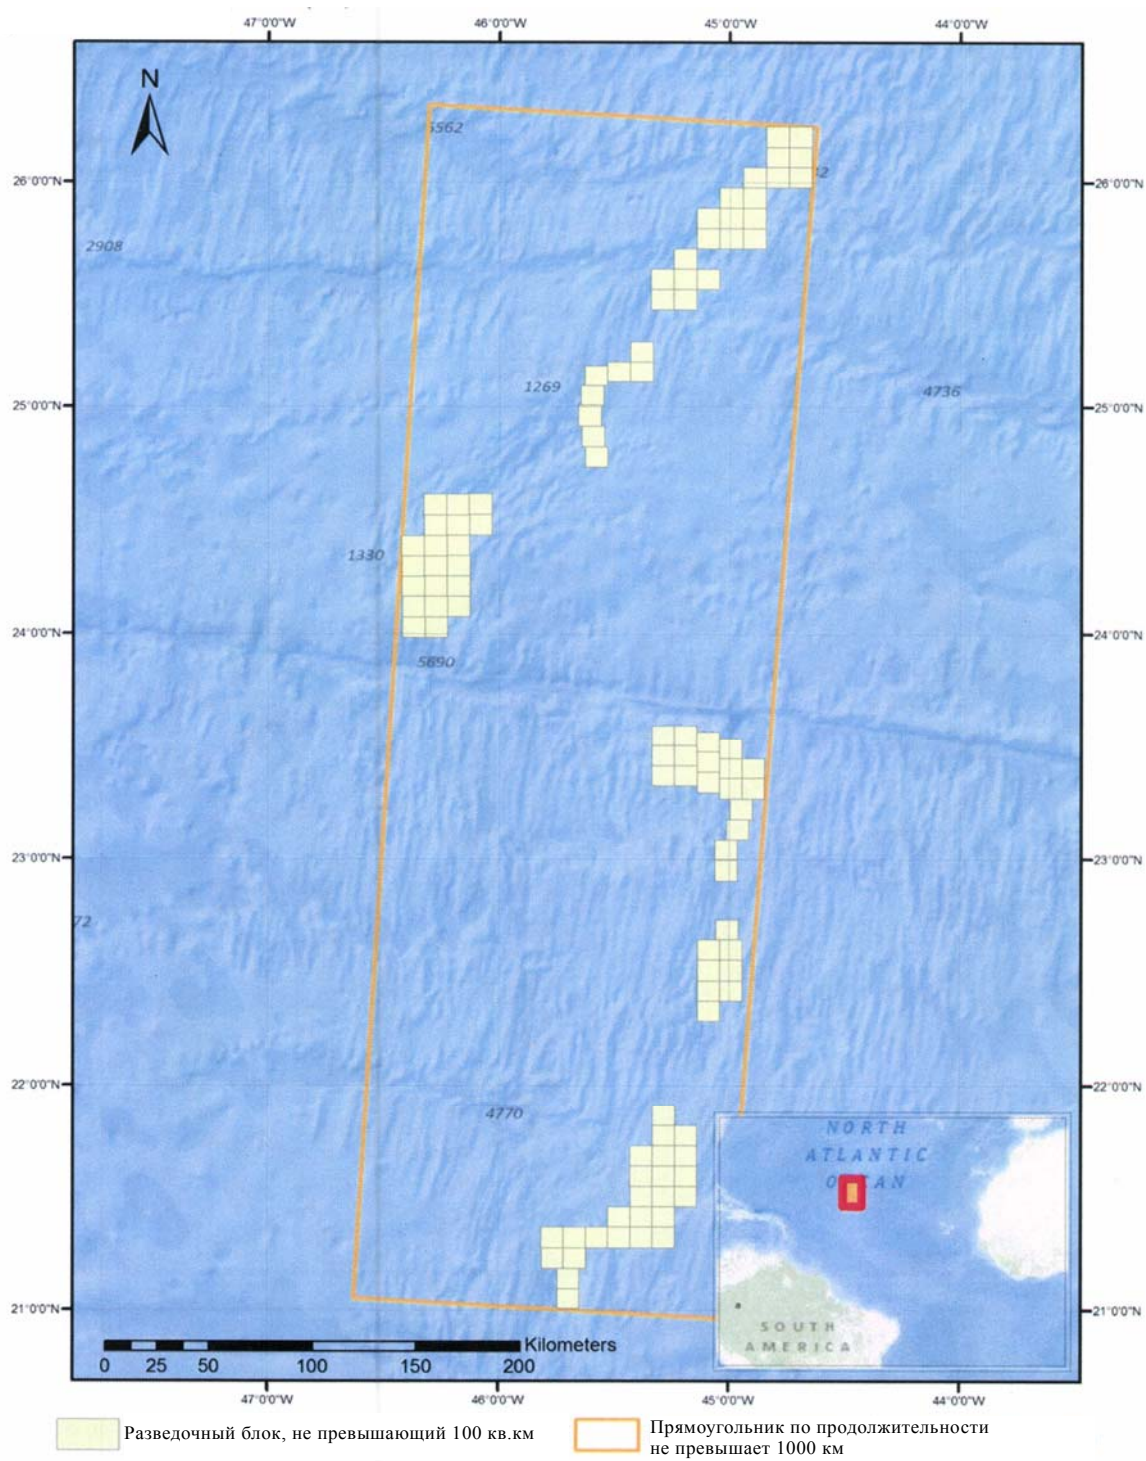 47°0'0"W 46°0'0"W 45°0'0"W 44°0'0"W
N
5562
26°0'0"N 26°0'0"N
2908
1269
4736
25°0'0"N 25°0'0"N
1330
24°0'0"N 24°0'0"N
5690
23°0'0"N 23°0'0"N
72
22°0'0"N 22°0'0"N
4770
NORTH
ATLANTIC
21°0'0"N 21°0'0"N
SOUTH
AMERICA
Kilometers
0 25 50 100 150 200
47°0'0"W 46°0'0"W 45°0'0"W 44°0'0"W
Разведочный блок, не превышающий 100 кв.км
Прямоугольник по продолжительности
не превышает 1000 км